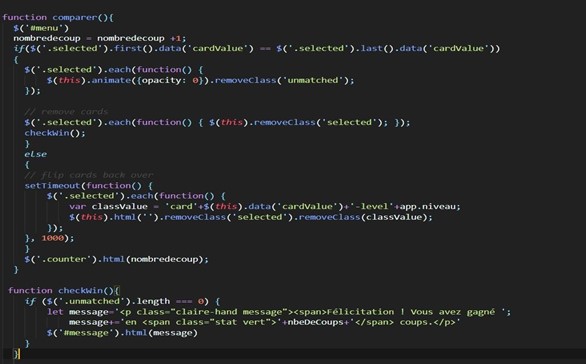 function comparer(){
$('#menu')
nombredecoup = nombredecoup +1;
if($('.selected').first().data('cardValue') == $('.selected').last().data('cardValue'))
{
$('.selected').each(function() {
$(this).animate({opacity: 0}).removeClass('unmatched');
});
// remove cards
$('.selected').each(function() { $(this).removeClass('selected'); });
checkWin();
}
else
{
// flip cards back over
setTimeout(function() {
$('.selected').each(function() {
var classValue = 'card'+$(this).data('cardValue')+'-level'+app.niveau;
$(this).html('').removeClass('selected').removeClass(classValue);
});
}, 1000);
}
$('.counter').html(nombredecoup);
}
function checkWin(){
if ($('.unmatched').length === 0) {
let message='<p class="claire-hand message"><span>Félicitation ! Vous avez gagné ';
message+='en <span class="stat vert">'+nbeDeCoups+'</span> coups.</p>'
$('#message').html(message)
}
}